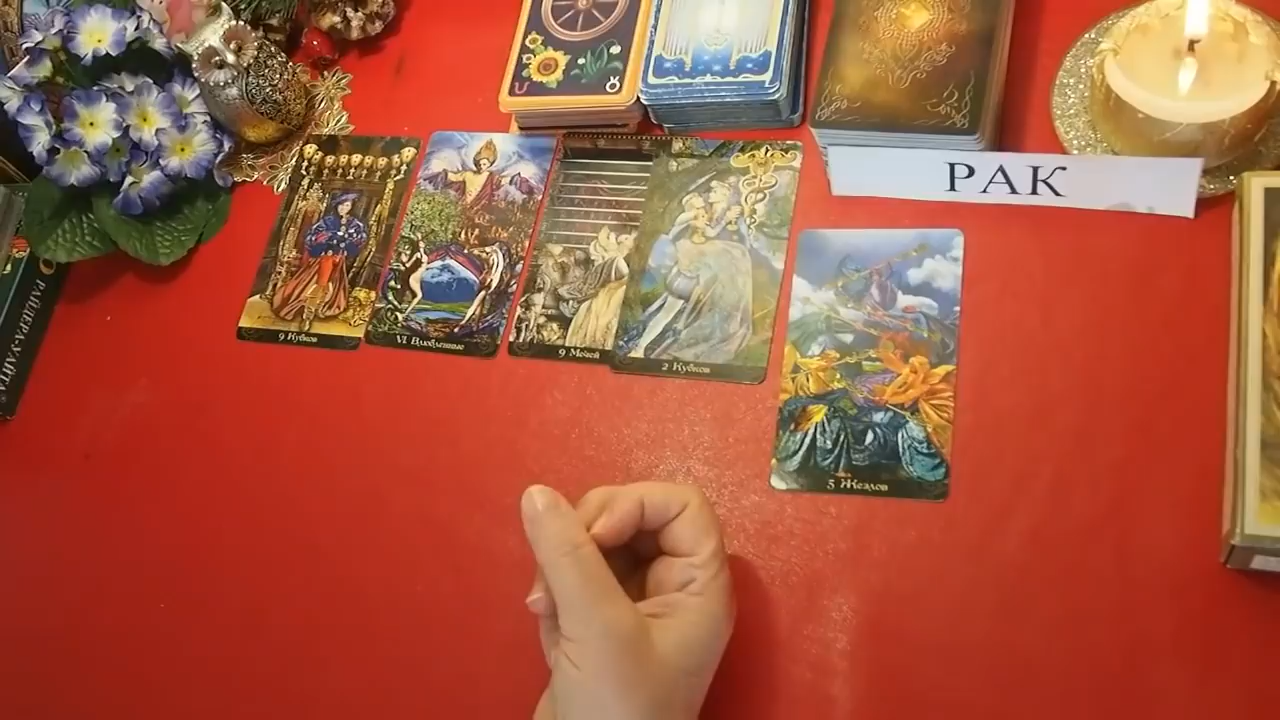 РАК
9 Кубков
VI Влюбленные
9 Мечей
2 Кубков
5 Жезлов